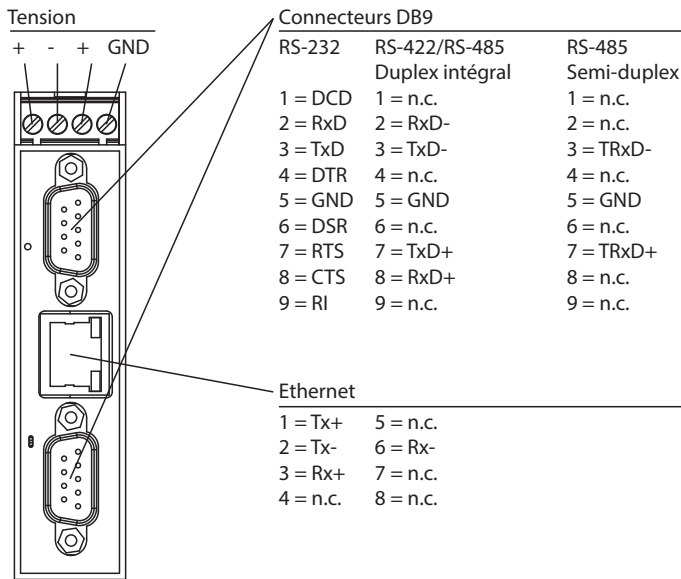 Tension
+ - + GND
Connecteurs DB9
RS-232 RS-422/RS-485 RS-485
Duplex intégral Semi-duplex
1 = DCD 1 = n.c. 1 = n.c.
2 = RxD 2 = RxD- 2 = n.c.
3 = TxD 3 = TxD- 3 = TRxD-
4 = DTR 4 = n.c. 4 = n.c.
5 = GND 5 = GND 5 = GND
6 = DSR 6 = n.c. 6 = n.c.
7 = RTS 7 = TxD+ 7 = TRxD+
8 = CTS 8 = RxD+ 8 = n.c.
9 = RI 9 = n.c. 9 = n.c.
Ethernet
1 = Tx+ 5 = n.c.
2 = Tx- 6 = Rx-
3 = Rx+ 7 = n.c.
4 = n.c. 8 = n.c.